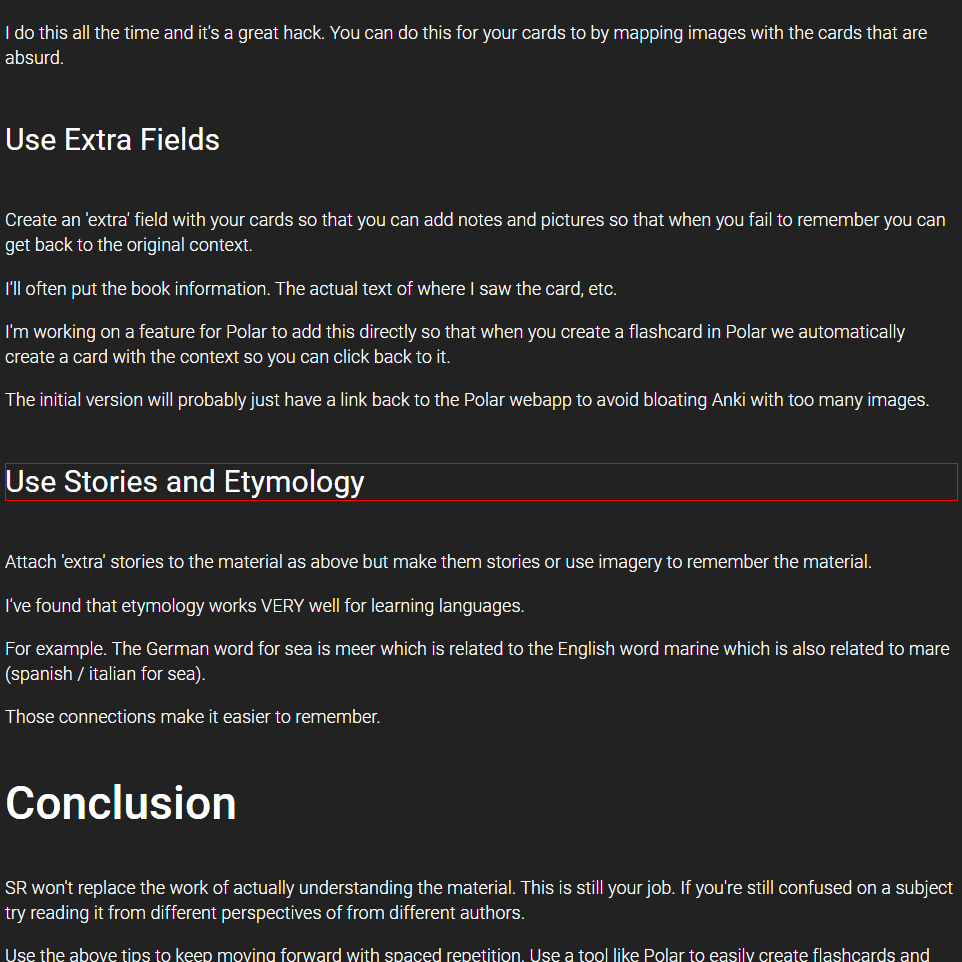 I do this all the time and it's a great hack. You can do this for your cards to by mapping images with the cards that are
absurd.
Use Extra Fields
Create an 'extra' field with your cards so that you can add notes and pictures so that when you fail to remember you can
get back to the original context.
I'll often put the book information. The actual text of where I saw the card, etc.
I'm working on a feature for Polar to add this directly so that when you create a flashcard in Polar we automatically
create a card with the context so you can click back to it.
The initial version will probably just have a link back to the Polar webapp to avoid bloating Anki with too many images.
Use Stories and Etymology
Attach 'extra' stories to the material as above but make them stories or use imagery to remember the material.
I've found that etymology works VERY well for learning languages.
For example. The German word for sea is meer which is related to the English word marine which is also related to mare
(spanish / italian for sea).
Those connections make it easier to remember.
Conclusion
SR won't replace the work of actually understanding the material. This is still your job. If you're still confused on a subject
try reading it from different perspectives of from different authors.
Use the above tips to keep moving forward with spaced repetition. Use a tool like Polar to easily create flashcards and